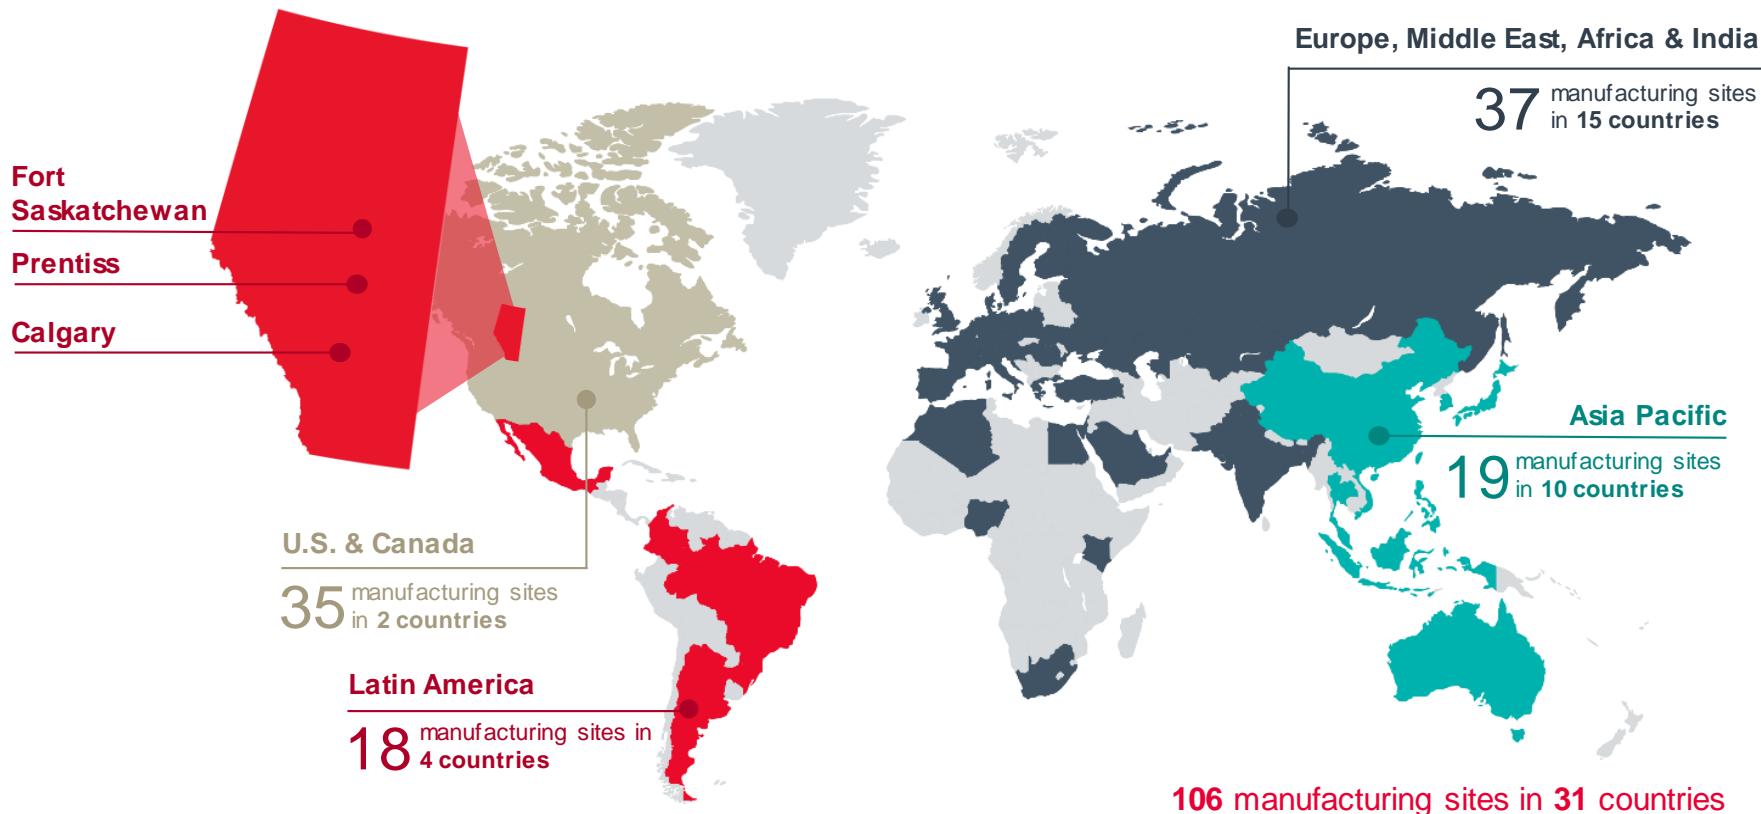 Europe, Middle East, Africa & India
37 manufacturing sites
in 15 countries
Fort
Saskatchewan
Prentiss
Calgary
Asia Pacific
19 manufacturing sites
in 10 countries
U.S. & Canada
35 manufacturing sites
in 2 countries
Latin America
18 manufacturing sites in
4 countries
106 manufacturing sites in 31 countries